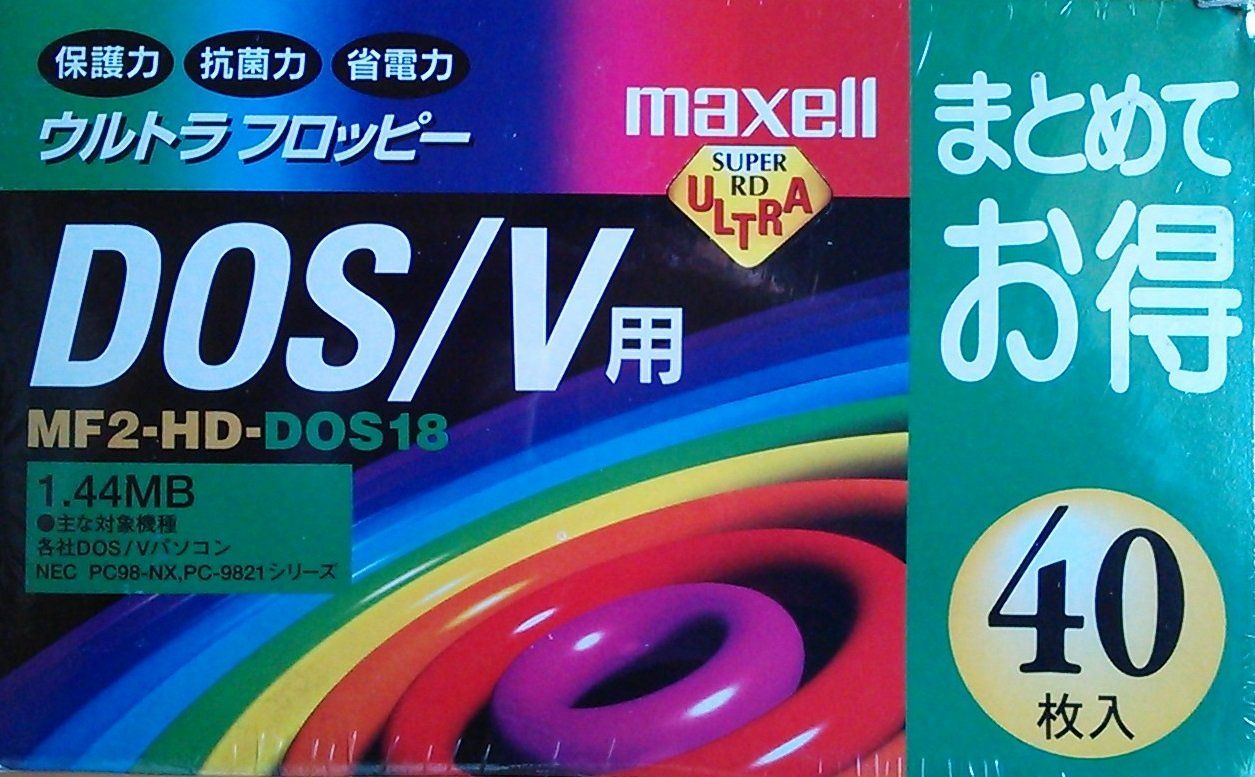 保護力 抗菌力 省電力
ウルトラ フロッピー
maxell
SUPER
RD
ULTRA
DOS/V用
MF2-HD-DOS18
1.44MB
●主な対象機種
各社DOS/Vパソコン
NEC PC98-NX,PC-9821シリーズ
まとめて
お得
40
枚入